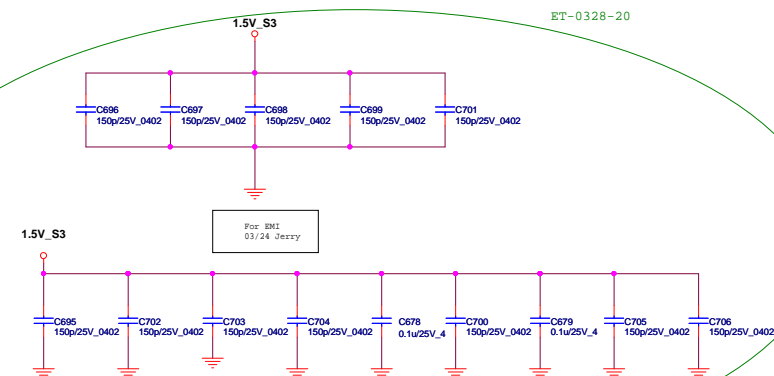 ET-0328-20
1.5V_S3
C696
150p/25V_0402
C697
150p/25V_0402
C698
150p/25V_0402
C699
150p/25V_0402
C701
150p/25V_0402
For EMI
03/24 Jerry
1.5V_S3
C695
150p/25V_0402
C702
150p/25V_0402
C703
150p/25V_0402
C704
150p/25V_0402
C678
0.1u/25V_4
C700
150p/25V_0402
C679
0.1u/25V_4
C705
150p/25V_0402
C706
150p/25V_0402